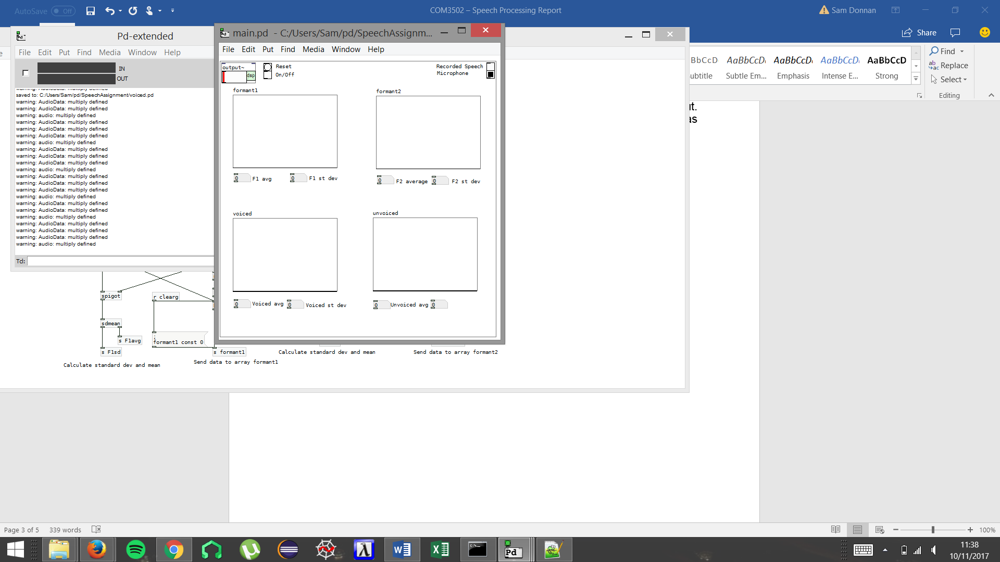 AutoSave Off
COM3502 – Speech Processing Report
Sam Donnan
Share
Pd-extended
File Edit Put Find Media Window Help
IN
OUT
warning: AudioData: multiply defined
saved to: C:/Users/Sam/pd/SpeechAssignment/voiced.pd
warning: AudioData: multiply defined
warning: AudioData: multiply defined
warning: audio: multiply defined
warning: AudioData: multiply defined
warning: AudioData: multiply defined
warning: AudioData: multiply defined
warning: audio: multiply defined
warning: AudioData: multiply defined
warning: AudioData: multiply defined
warning: AudioData: multiply defined
warning: audio: multiply defined
warning: AudioData: multiply defined
warning: AudioData: multiply defined
warning: AudioData: multiply defined
warning: audio: multiply defined
warning: AudioData: multiply defined
warning: AudioData: multiply defined
warning: audio: multiply defined
warning: AudioData: multiply defined
warning: AudioData: multiply defined
warning: AudioData: multiply defined
warning: audio: multiply defined
Tcl:
main.pd - C:/Users/Sam/pd/SpeechAssignm...
File Edit Put Find Media Window Help
output~
dsp
Reset
On/Off
Recorded Speech
Microphone
formant1
formant2
0 F1 avg 0 F1 st dev
0 F2 average 0 F2 st dev
voiced
unvoiced
0 Voiced avg 0 Voiced st dev
0 Unvoiced avg 0
spigot
r clearg
sdmean
s F1avg
;
formant1 const 0
s F1sd
s formant1
Calculate standard dev and mean
Send data to array formant1
Calculate standard dev and mean
Send data to array formant2
BbCcD AaBbCcDı AaBbCcDı AaBbCcDı AaBbCcD
ubtitle Subtle Em... Emphasis Intense E... Strong
Find
Replace
Select
Editing
ut.
as
Page 3 of 5 339 words
100%
Pd
11:38
10/11/2017